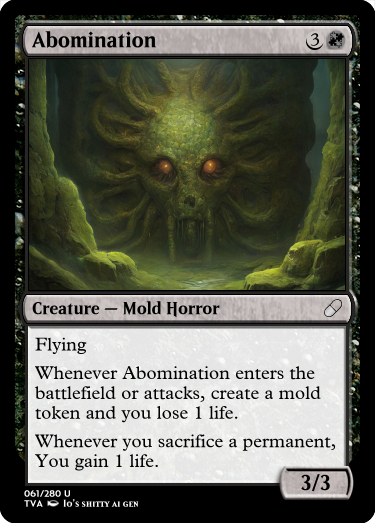 Abomination 3
Creature — Mold Horror
Flying
Whenever Abomination enters the
battlefield or attacks, create a mold
token and you lose 1 life.
Whenever you sacrifice a permanent,
You gain 1 life.
3/3
061/280 U
TVA Io's shitty ai gen